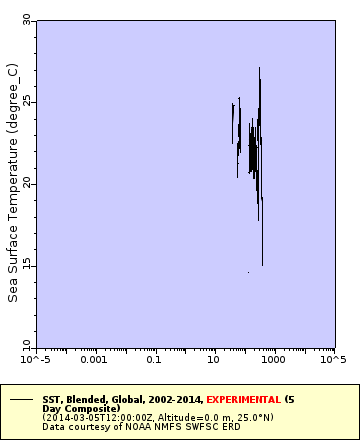 30
25
20
15
10
Sea Surface Temperature (degree_C)
10^-5 0.001 0.1 10 1000 10^5
SST, Blended, Global, 2002-2014, EXPERIMENTAL (5
Day Composite)
(2014-03-05T12:00:00Z, Altitude=0.0 m, 25.0°N)
Data courtesy of NOAA NMFS SWFSC ERD